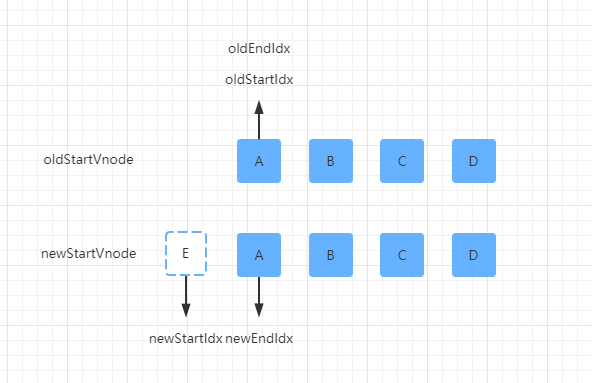 oldEndIdx
oldStartIdx
oldStartVnode A B C D
newStartVnode E A B C D
newStartIdx newEndIdx